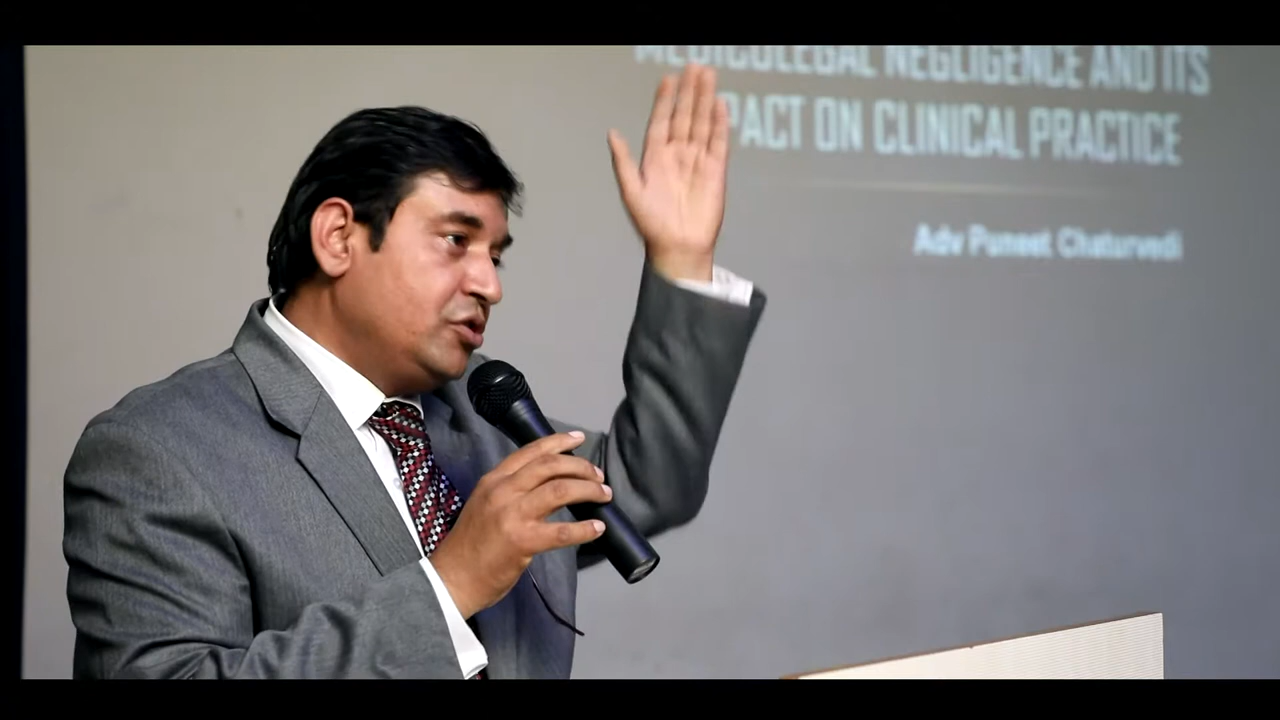 MEDICOLEGAL NEGLIGENCE AND ITS
PACT ON CLINICAL PRACTICE
Adv Puneet Chaturvedi